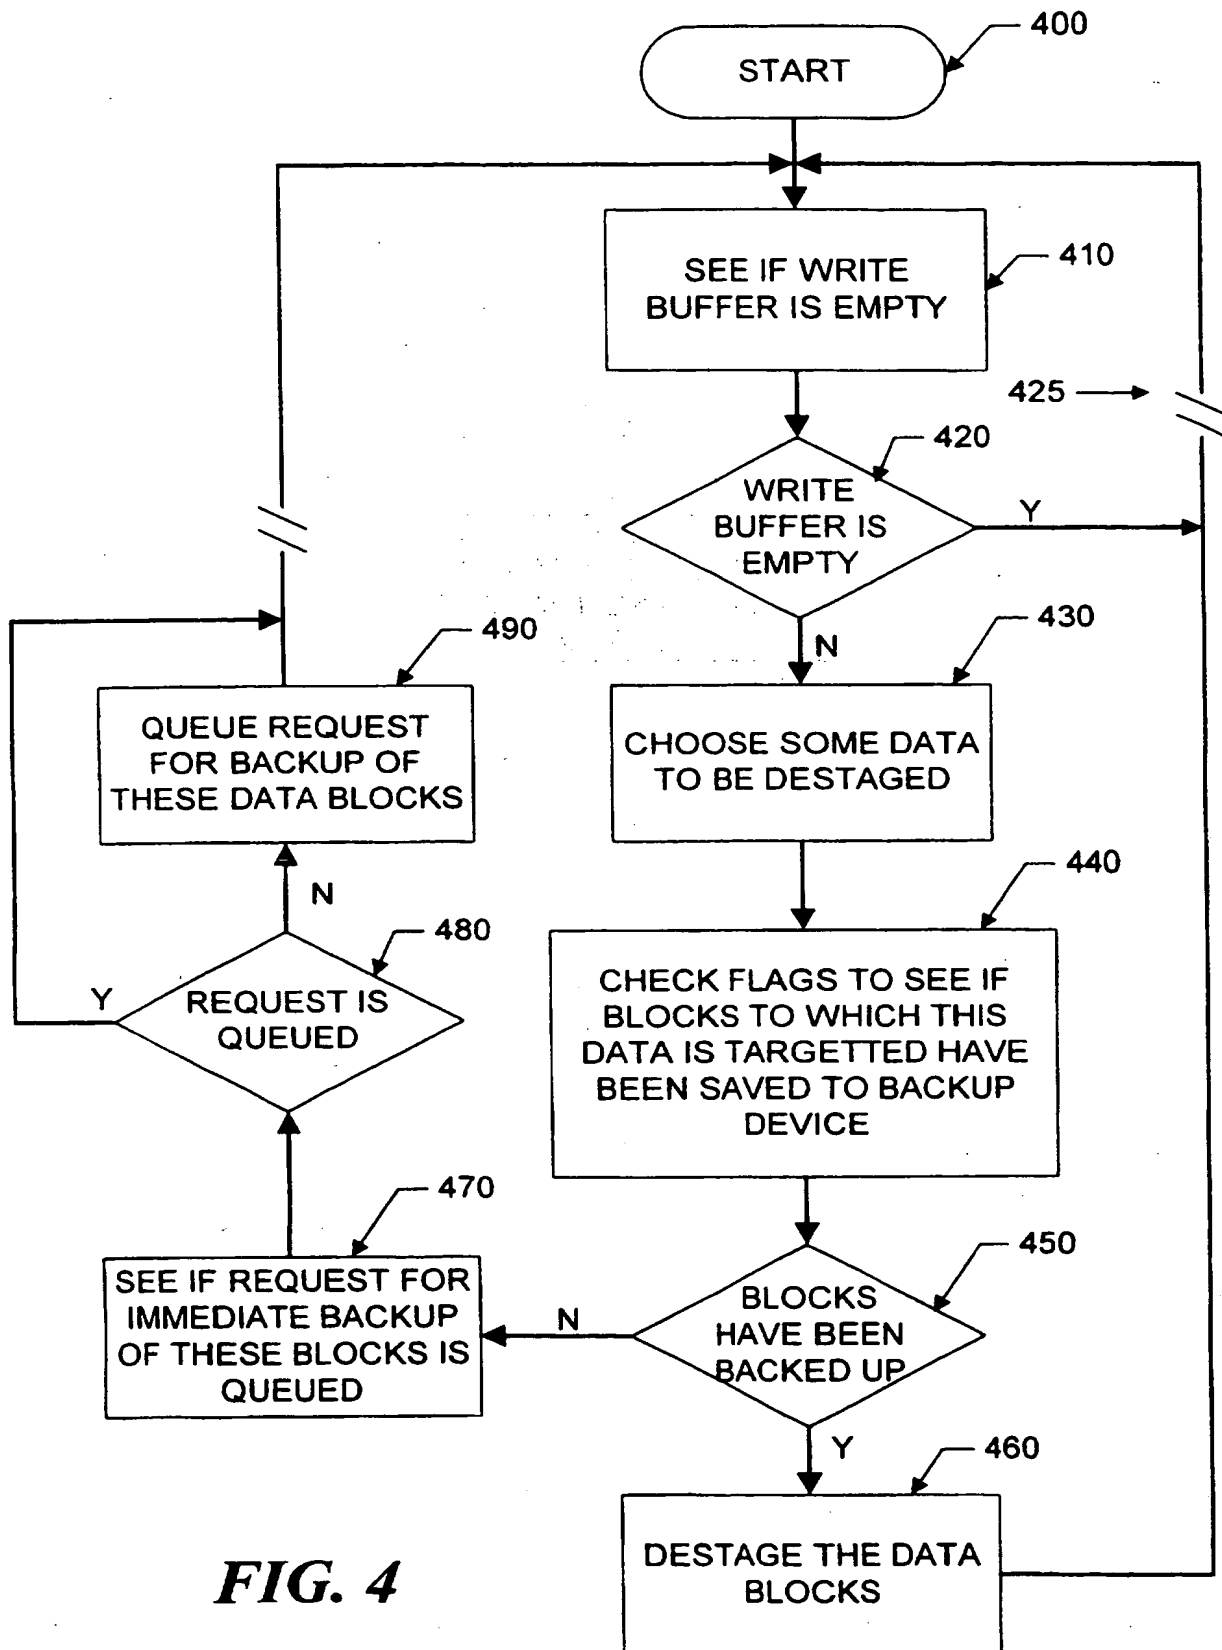 400
START
SEE IF WRITE
BUFFER IS EMPTY
410
425
420
WRITE
BUFFER IS
EMPTY
Y
N
430
CHOOSE SOME DATA
TO BE DESTAGED
440
CHECK FLAGS TO SEE IF
BLOCKS TO WHICH THIS
DATA IS TARGETTED HAVE
BEEN SAVED TO BACKUP
DEVICE
450
BLOCKS
HAVE BEEN
BACKED UP
N
Y
460
DESTAGE THE DATA
BLOCKS
470
SEE IF REQUEST FOR
IMMEDIATE BACKUP
OF THESE BLOCKS IS
QUEUED
480
REQUEST IS
QUEUED
Y
N
490
QUEUE REQUEST
FOR BACKUP OF
THESE DATA BLOCKS
FIG. 4